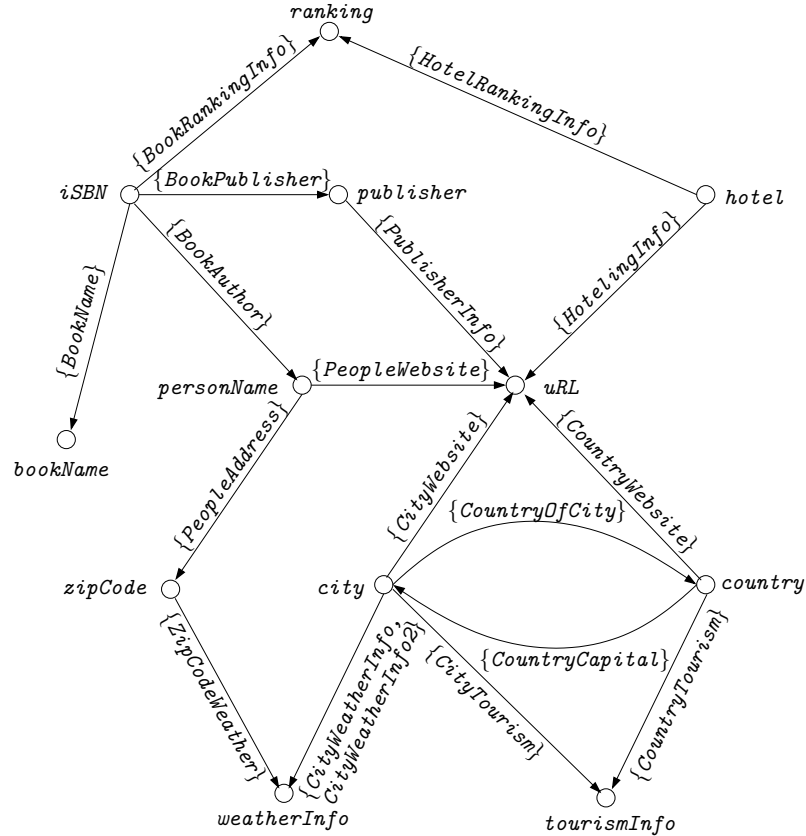 ranking
{BookRankingInfo}
{HotelRankingInfo}
iSBN
{BookPublisher}
publisher
hotel
{BookName}
{BookAuthor}
{PublisherInfo}
{HotelingInfo}
personName
{PeopleWebsite}
uRL
bookName
{PeopleAddress}
{CityWebsite}
{CountryWebsite}
{CountryOfCity}
zipCode
city
country
{ZipCodeWeather}
{CityWeatherInfo,
CityWeatherInfo2}
{CityTourism}
{CountryCapital}
{CountryTourism}
weatherInfo
tourismInfo